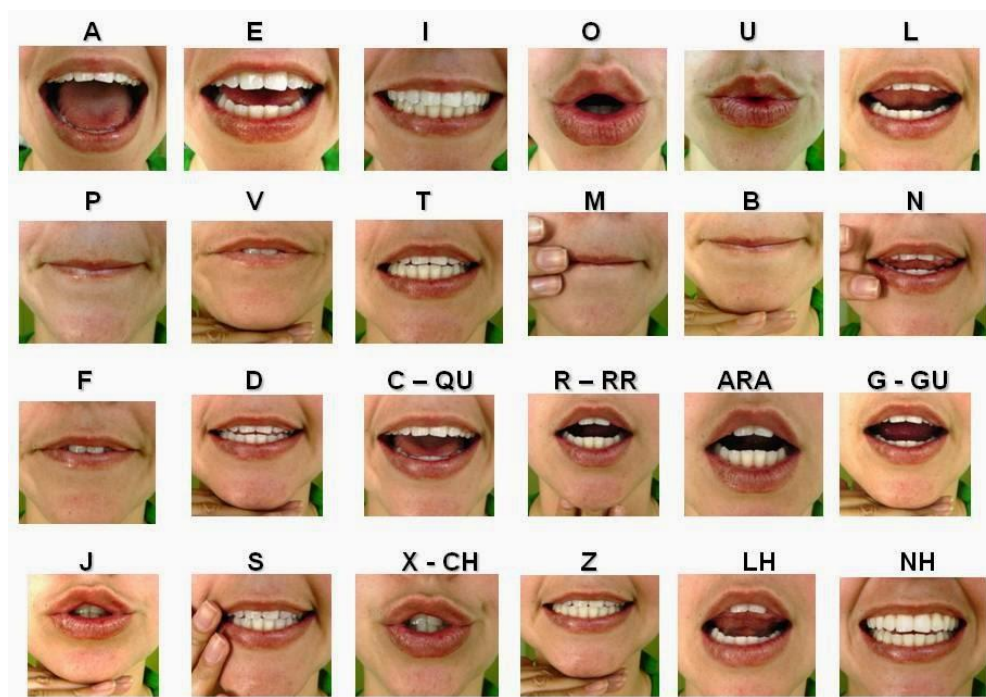 A E I O U L
P V T M B N
F D C – QU R – RR ARA G - GU
J S X - CH Z LH NH